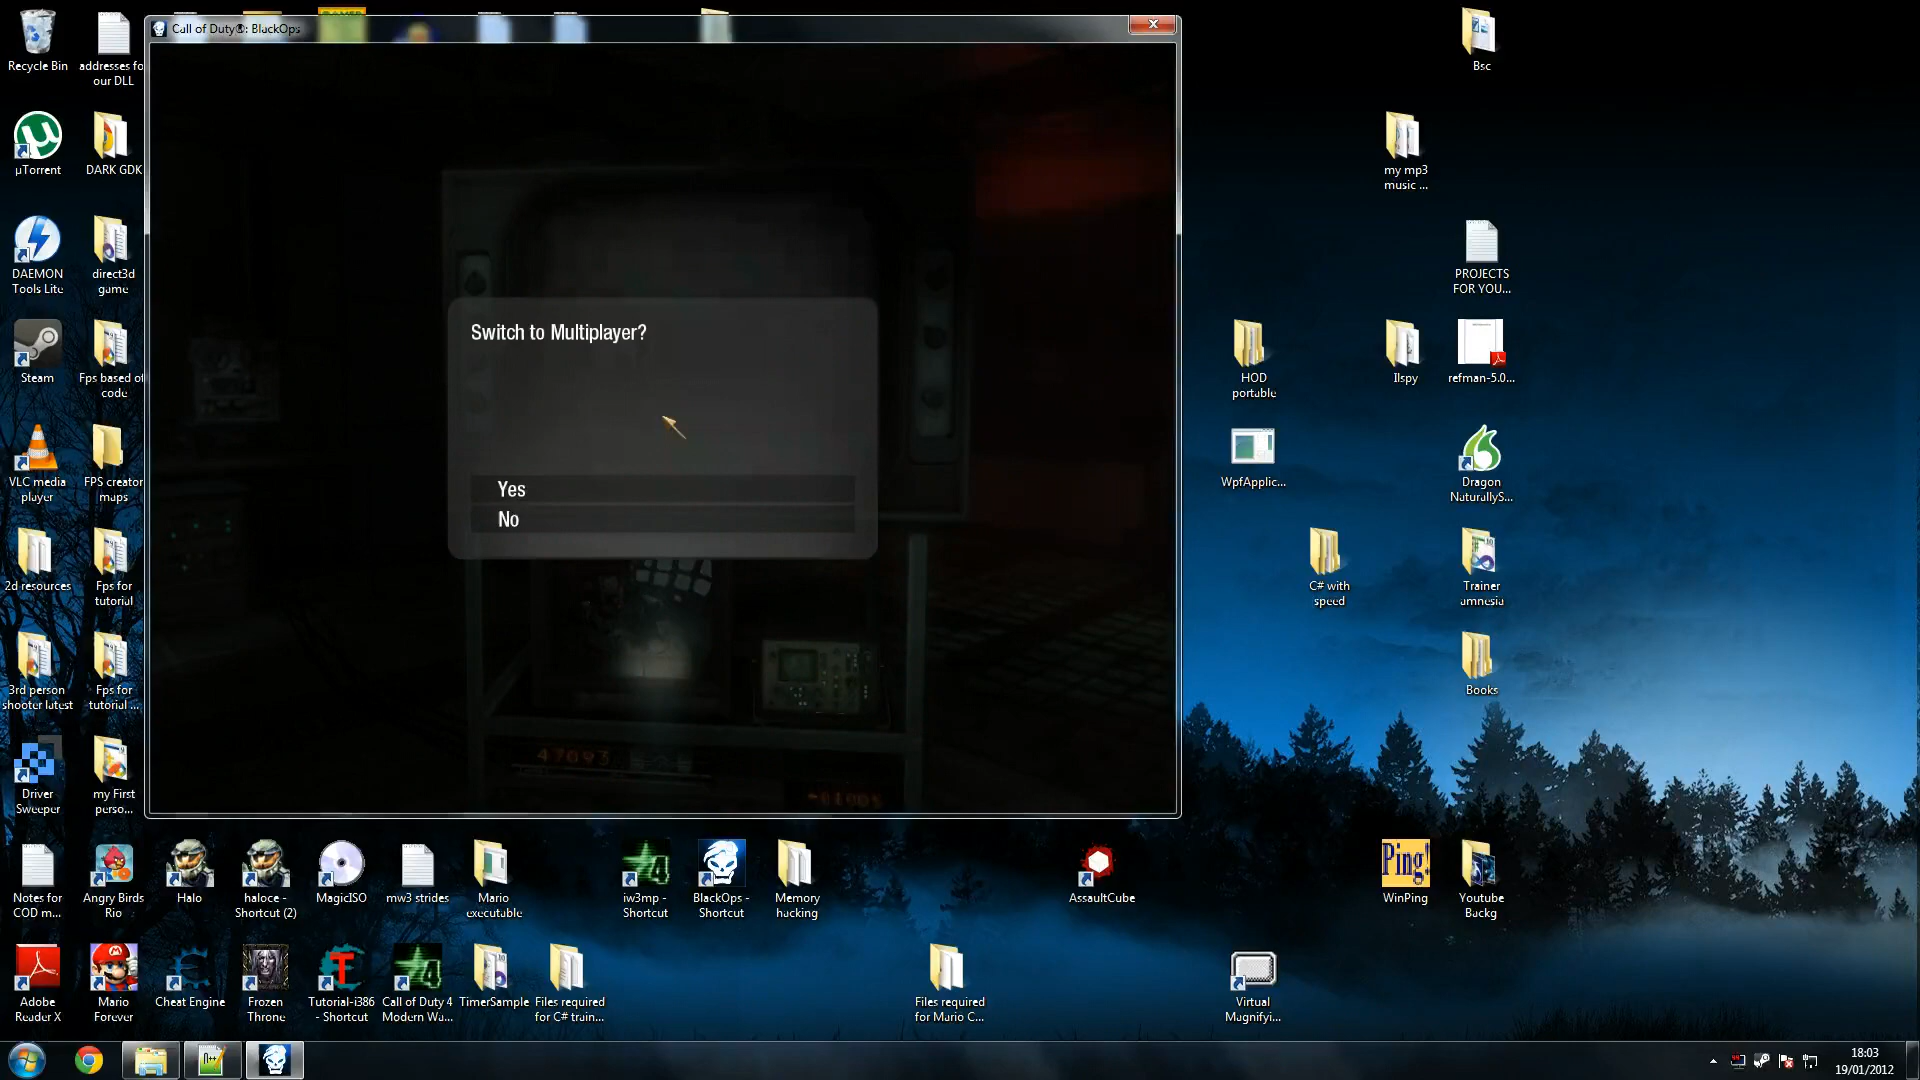 Call of Duty®: BlackOps
Recycle Bin
addresses fo
our DLL
Bsc
µTorrent
DARK GDK
my mp3
music ...
DAEMON
Tools Lite
direct3d
game
PROJECTS
FOR YOU...
Switch to Multiplayer?
Steam
Fps based of
code
HOD
portable
Ilspy
refman-5.0...
VLC media
player
FPS creator
maps
WpfApplic...
Dragon
NaturallyS...
Yes
No
2d resources
Fps for
tutorial
C# with
speed
Trainer
amnesia
3rd person
shooter latest
Fps for
tutorial ...
Books
47093
Driver
Sweeper
my First
perso...
Ping!
Notes for
COD m...
Angry Birds
Rio
Halo
haloce -
Shortcut (2)
MagicISO
mw3 strides
Mario
executable
iw3mp -
Shortcut
BlackOps -
Shortcut
Memory
hacking
AssaultCube
WinPing
Youtube
Backg
Adobe
Reader X
Mario
Forever
Cheat Engine
Frozen
Throne
Tutorial-i386
- Shortcut
Call of Duty 4
Modern Wa...
TimerSample
Files required
for C# train...
Files required
for Mario C...
Virtual
Magnifyi...
18:03
19/01/2012